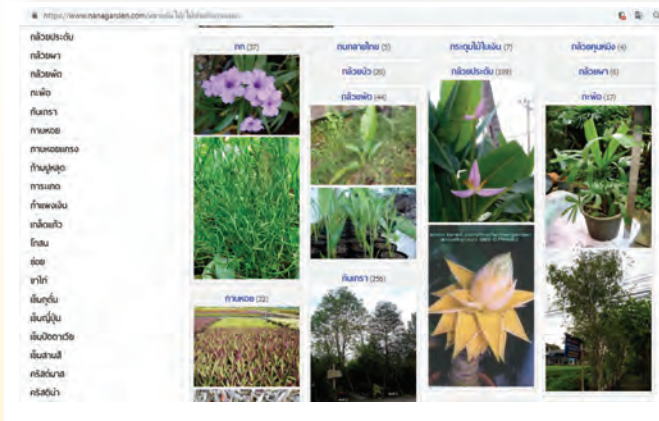 https://www.nanagarden.com/
กล้วยประดับ
กล้วยผา
กล้วยพัด
กะพ้อ
กันเกรา
กาบหอย
กาบหอยแครง
ก้ามปูหลุด
การะเกด
กำแพงเงิน
เกล็ดแก้ว
โกสน
ข่อย
ขาไก่
เข็มกุดั่น
เข็มญี่ปุ่น
เข็มปัตตาเวีย
เข็มสามสี
คริสต์มาส
คริสติน่า
กก (37)
กนกลายไทย (5)
กระดุมไม้ใบเงิน (7)
กล้วยคุนหมิง (4)
กล้วยบัว (20)
กล้วยประดับ (189)
กล้วยผา (6)
กล้วยพัด (44)
กะพ้อ (17)
กันเกรา (256)
กาบหอย (22)